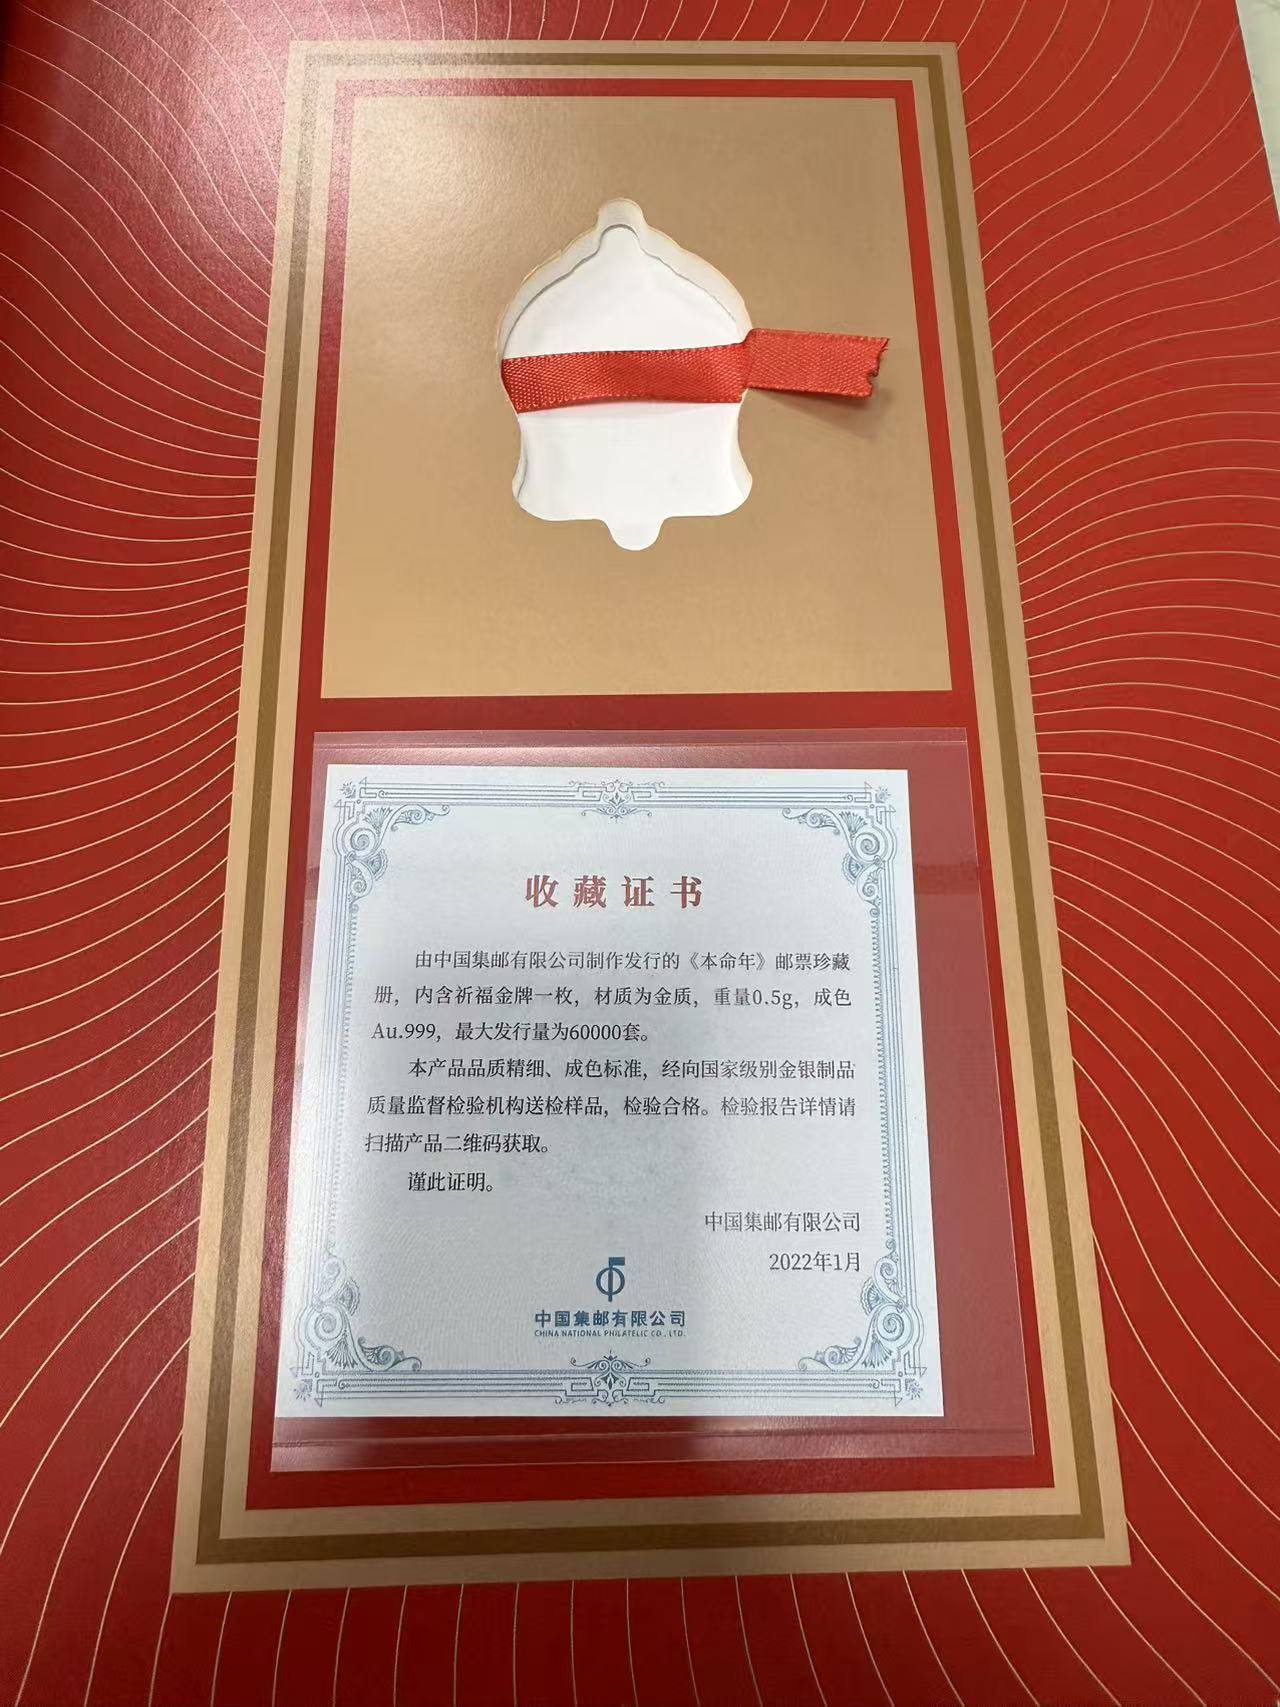 收藏证书
由中国集邮有限公司制作发行的《本命年》邮票珍藏
册，内含祈福金牌一枚，材质为金质，重量0.5g，成色
Au.999，最大发行量为60000套。
本产品品质精细、成色标准，经向国家级别金银制品
质量监督检验机构送检样品，检验合格。检验报告详情请
扫描产品二维码获取。
谨此证明。
中国集邮有限公司
2022年1月
中国集邮有限公司
CHINA NATIONAL PHILATELIC CO., LTD.